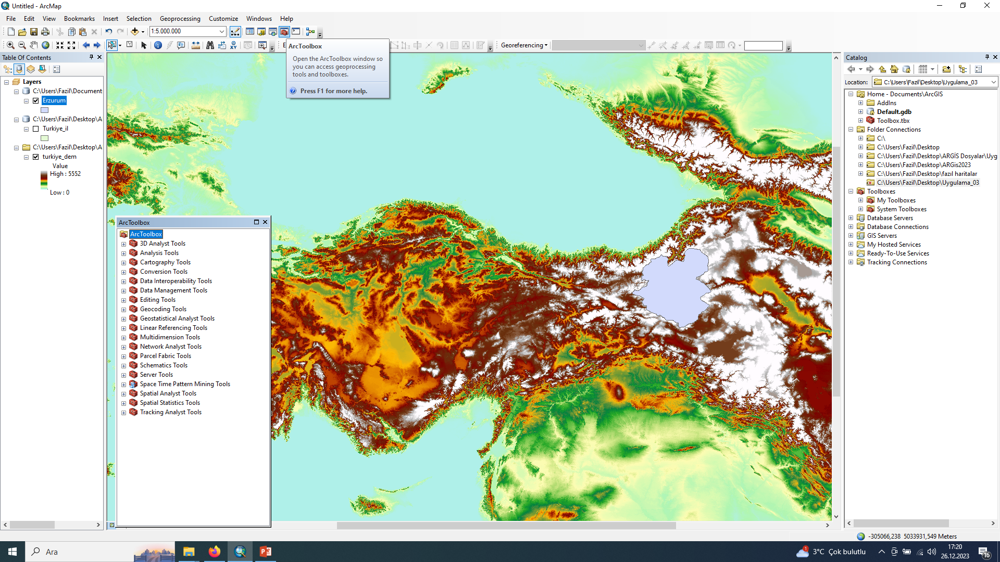 Untitled - ArcMap
File Edit View Bookmarks Insert Selection Geoprocessing Customize Windows Help
1:5.000.000
Georeferencing
ArcToolbox
Open the ArcToolbox window so
you can access geoprocessing
tools and toolboxes.
Press F1 for more help.
Table Of Contents
Layers
C:\Users\Fazil\Document
Erzurum
C:\Users\Fazil\Desktop\A
Turkiye_il
C:\Users\Fazil\Desktop\A
turkiye_dem
Value
High : 5552
Low : 0
ArcToolbox
ArcToolbox
3D Analyst Tools
Analysis Tools
Cartography Tools
Conversion Tools
Data Interoperability Tools
Data Management Tools
Editing Tools
Geocoding Tools
Geostatistical Analyst Tools
Linear Referencing Tools
Multidimension Tools
Network Analyst Tools
Parcel Fabric Tools
Schematics Tools
Server Tools
Space Time Pattern Mining Tools
Spatial Analyst Tools
Spatial Statistics Tools
Tracking Analyst Tools
Catalog
Location: C:\Users\Fazil\Desktop\Uygulama_03
Home - Documents\ArcGIS
AddIns
Default.gdb
Toolbox.tbx
Folder Connections
C:\
C:\Users\Fazil\Desktop
C:\Users\Fazil\Desktop\ARGİS Dosyalar\Uyg
C:\Users\Fazil\Desktop\ARGis2023
C:\Users\Fazil\Desktop\fazıl haritalar
C:\Users\Fazil\Desktop\Uygulama_03
Toolboxes
My Toolboxes
System Toolboxes
Database Servers
Database Connections
GIS Servers
My Hosted Services
Ready-To-Use Services
Tracking Connections
-305066,238 5033931,549 Meters
Ara
1
3°C Çok bulutlu
17:20
26.12.2023
16